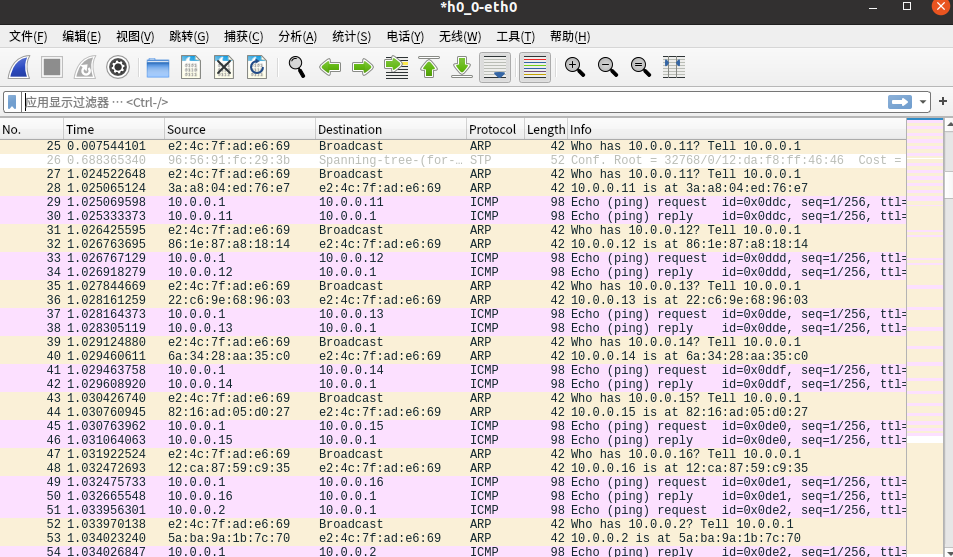 *h0_0-eth0
文件(F) 编辑(E) 视图(V) 跳转(G) 捕获(C) 分析(A) 统计(S) 电话(Y) 无线(W) 工具(T) 帮助(H)
应用显示过滤器 … <Ctrl-/>
No. Time Source Destination Protocol Length Info
25 0.007544101 e2:4c:7f:ad:e6:69 Broadcast ARP 42 Who has 10.0.0.11? Tell 10.0.0.1
26 0.688365340 96:56:91:fc:29:3b Spanning-tree-(for-… STP 52 Conf. Root = 32768/0/12:da:f8:ff:46:46 Cost =
27 1.024522648 e2:4c:7f:ad:e6:69 Broadcast ARP 42 Who has 10.0.0.11? Tell 10.0.0.1
28 1.025065124 3a:a8:04:ed:76:e7 e2:4c:7f:ad:e6:69 ARP 42 10.0.0.11 is at 3a:a8:04:ed:76:e7
29 1.025069598 10.0.0.1 10.0.0.11 ICMP 98 Echo (ping) request id=0x0ddc, seq=1/256, ttl=
30 1.025333373 10.0.0.11 10.0.0.1 ICMP 98 Echo (ping) reply id=0x0ddc, seq=1/256, ttl=
31 1.026425595 e2:4c:7f:ad:e6:69 Broadcast ARP 42 Who has 10.0.0.12? Tell 10.0.0.1
32 1.026763695 86:1e:87:a8:18:14 e2:4c:7f:ad:e6:69 ARP 42 10.0.0.12 is at 86:1e:87:a8:18:14
33 1.026767129 10.0.0.1 10.0.0.12 ICMP 98 Echo (ping) request id=0x0ddd, seq=1/256, ttl=
34 1.026918279 10.0.0.12 10.0.0.1 ICMP 98 Echo (ping) reply id=0x0ddd, seq=1/256, ttl=
35 1.027844669 e2:4c:7f:ad:e6:69 Broadcast ARP 42 Who has 10.0.0.13? Tell 10.0.0.1
36 1.028161259 22:c6:9e:68:96:03 e2:4c:7f:ad:e6:69 ARP 42 10.0.0.13 is at 22:c6:9e:68:96:03
37 1.028164373 10.0.0.1 10.0.0.13 ICMP 98 Echo (ping) request id=0x0dde, seq=1/256, ttl=
38 1.028305119 10.0.0.13 10.0.0.1 ICMP 98 Echo (ping) reply id=0x0dde, seq=1/256, ttl=
39 1.029124880 e2:4c:7f:ad:e6:69 Broadcast ARP 42 Who has 10.0.0.14? Tell 10.0.0.1
40 1.029460611 6a:34:28:aa:35:c0 e2:4c:7f:ad:e6:69 ARP 42 10.0.0.14 is at 6a:34:28:aa:35:c0
41 1.029463758 10.0.0.1 10.0.0.14 ICMP 98 Echo (ping) request id=0x0ddf, seq=1/256, ttl=
42 1.029608920 10.0.0.14 10.0.0.1 ICMP 98 Echo (ping) reply id=0x0ddf, seq=1/256, ttl=
43 1.030426740 e2:4c:7f:ad:e6:69 Broadcast ARP 42 Who has 10.0.0.15? Tell 10.0.0.1
44 1.030760945 82:16:ad:05:d0:27 e2:4c:7f:ad:e6:69 ARP 42 10.0.0.15 is at 82:16:ad:05:d0:27
45 1.030763962 10.0.0.1 10.0.0.15 ICMP 98 Echo (ping) request id=0x0de0, seq=1/256, ttl=
46 1.031064063 10.0.0.15 10.0.0.1 ICMP 98 Echo (ping) reply id=0x0de0, seq=1/256, ttl=
47 1.031922524 e2:4c:7f:ad:e6:69 Broadcast ARP 42 Who has 10.0.0.16? Tell 10.0.0.1
48 1.032472693 12:ca:87:59:c9:35 e2:4c:7f:ad:e6:69 ARP 42 10.0.0.16 is at 12:ca:87:59:c9:35
49 1.032475733 10.0.0.1 10.0.0.16 ICMP 98 Echo (ping) request id=0x0de1, seq=1/256, ttl=
50 1.032665548 10.0.0.16 10.0.0.1 ICMP 98 Echo (ping) reply id=0x0de1, seq=1/256, ttl=
51 1.033956301 10.0.0.2 10.0.0.1 ICMP 98 Echo (ping) request id=0x0de2, seq=1/256, ttl=
52 1.033970138 e2:4c:7f:ad:e6:69 Broadcast ARP 42 Who has 10.0.0.2? Tell 10.0.0.1
53 1.034023240 5a:ba:9a:1b:7c:70 e2:4c:7f:ad:e6:69 ARP 42 10.0.0.2 is at 5a:ba:9a:1b:7c:70
54 1.034026847 10.0.0.1 10.0.0.2 ICMP 98 Echo (ping) reply id=0x0de2, seq=1/256, ttl=